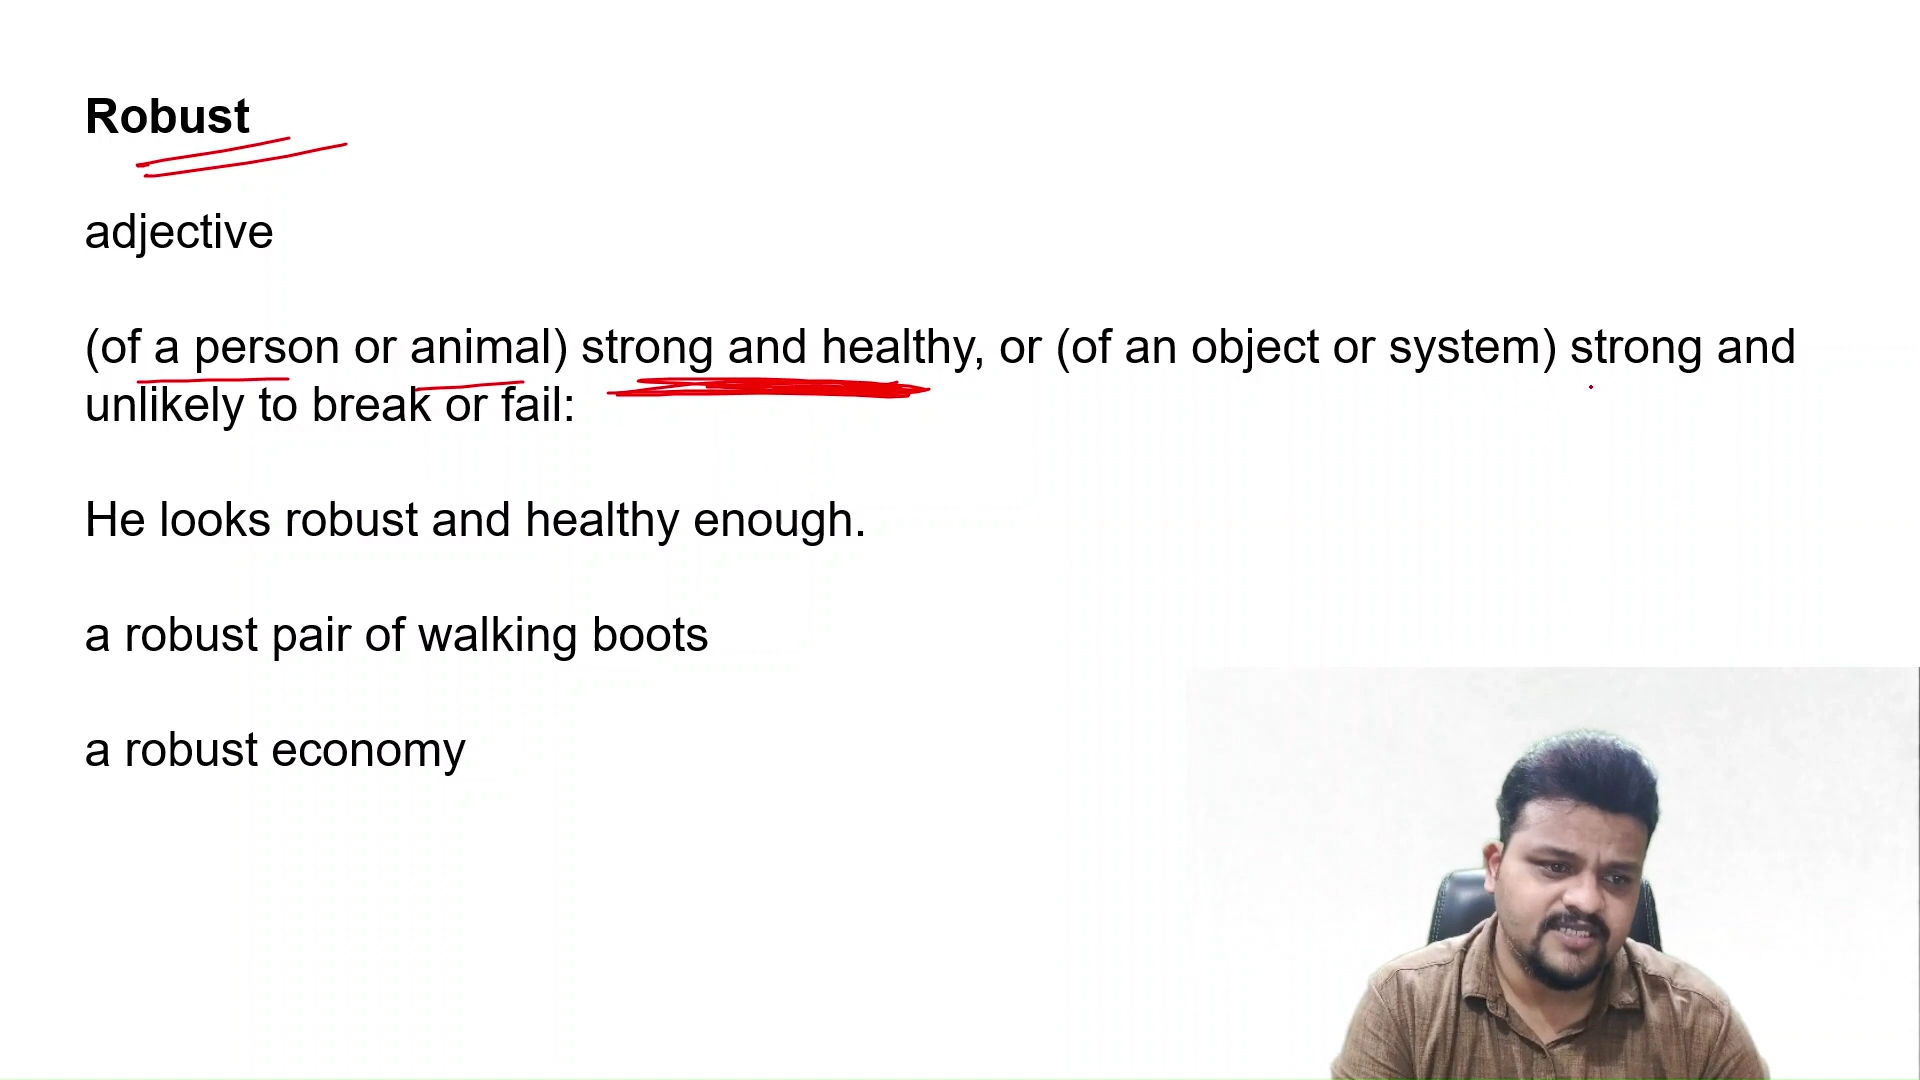 Robust
adjective
(of a person or animal) strong and healthy, or (of an object or system) strong and
unlikely to break or fail:
He looks robust and healthy enough.
a robust pair of walking boots
a robust economy